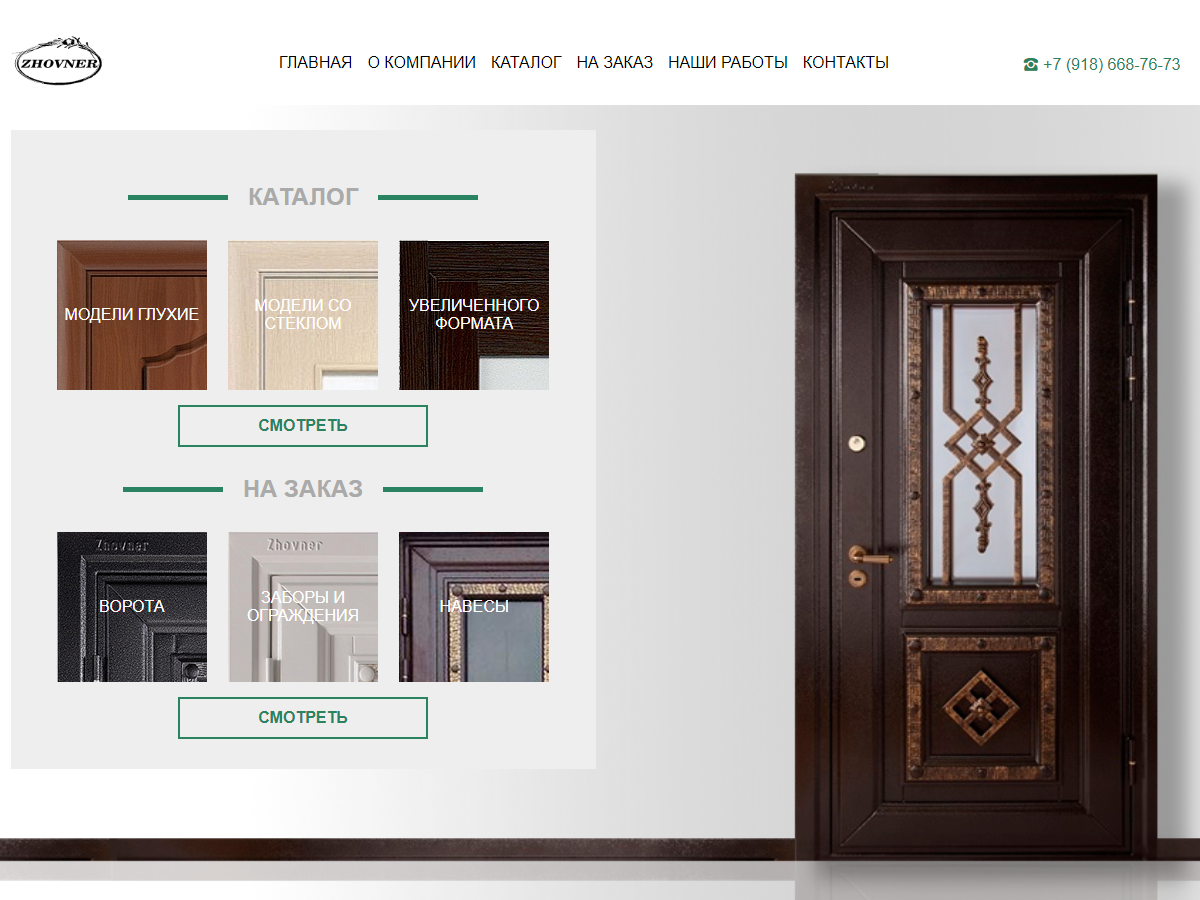 ZHOVNER
ГЛАВНАЯ О КОМПАНИИ КАТАЛОГ НА ЗАКАЗ НАШИ РАБОТЫ КОНТАКТЫ
+7 (918) 668-76-73
КАТАЛОГ
МОДЕЛИ ГЛУХИЕ
МОДЕЛИ СО
СТЕКЛОМ
УВЕЛИЧЕННОГО
ФОРМАТА
СМОТРЕТЬ
НА ЗАКАЗ
Zhovner
ВОРОТА
Zhovner
ЗАБОРЫ И
ОГРАЖДЕНИЯ
НАВЕСЫ
СМОТРЕТЬ